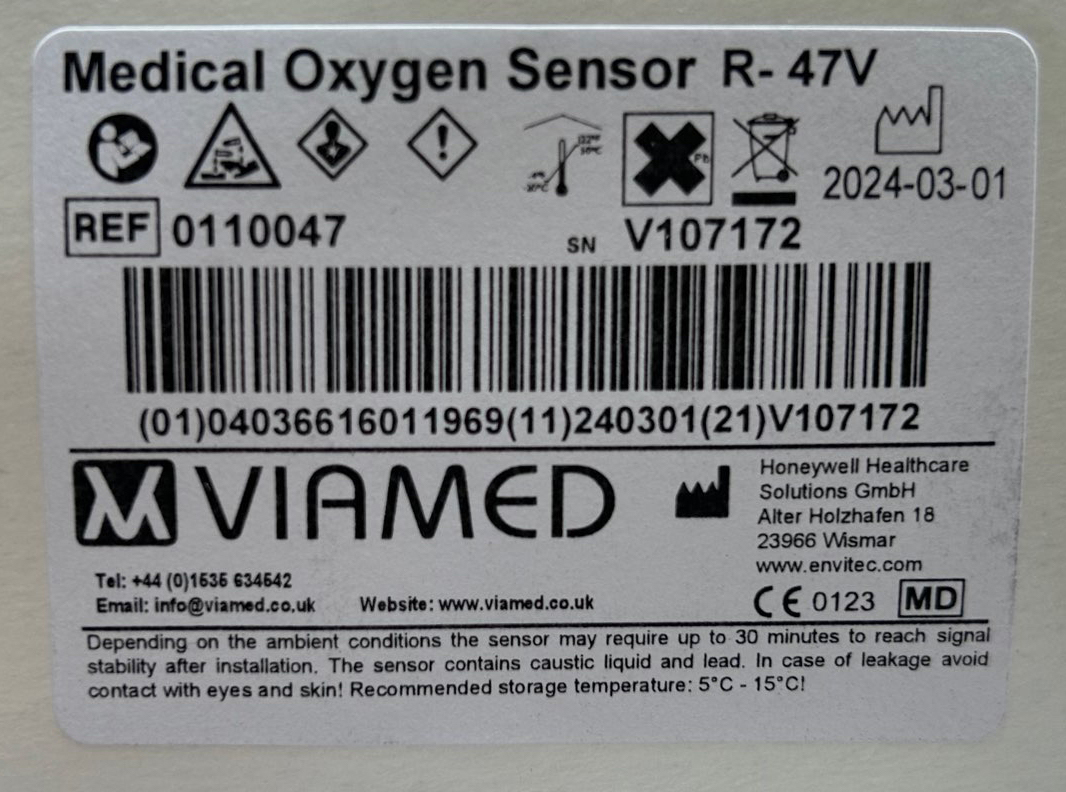 Medical Oxygen Sensor R- 47V
Pb
2024-03-01
REF 0110047
SN V107172
(01)04036616011969(11)240301(21)V107172
VIAMED
Honeywell Healthcare
Solutions GmbH
Alter Holzhafen 18
23966 Wismar
www.envitec.com
Tel: +44 (0)1535 634542
Email: info@viamed.co.uk Website: www.viamed.co.uk
CE 0123 MD
Depending on the ambient conditions the sensor may require up to 30 minutes to reach signal
stability after installation. The sensor contains caustic liquid and lead. In case of leakage avoid
contact with eyes and skin! Recommended storage temperature: 5°C - 15°C!